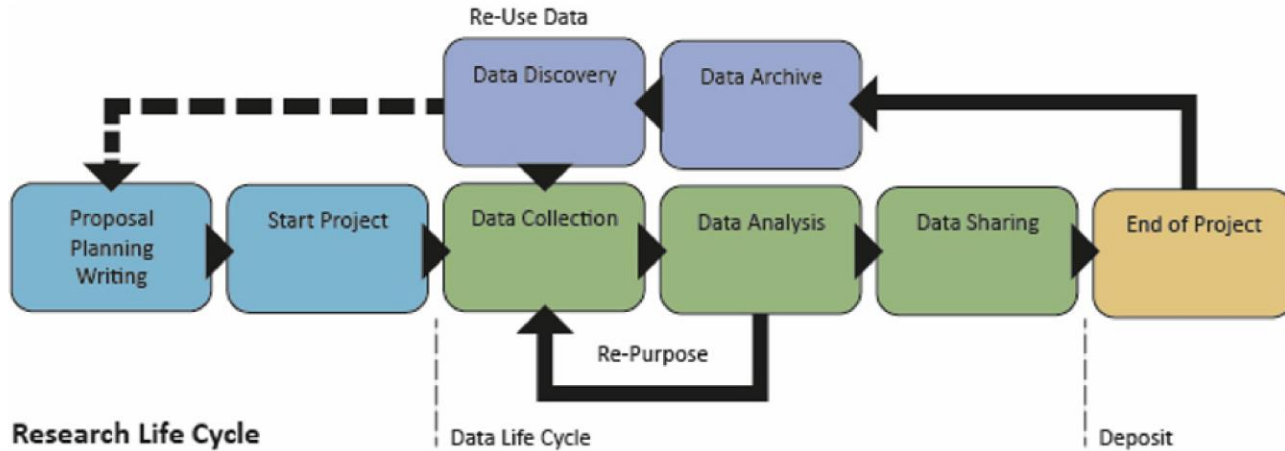 Re-Use Data
Data Discovery
Data Archive
Proposal
Planning
Writing
Start Project
Data Collection
Data Analysis
Data Sharing
End of Project
Re-Purpose
Research Life Cycle
Data Life Cycle
Deposit